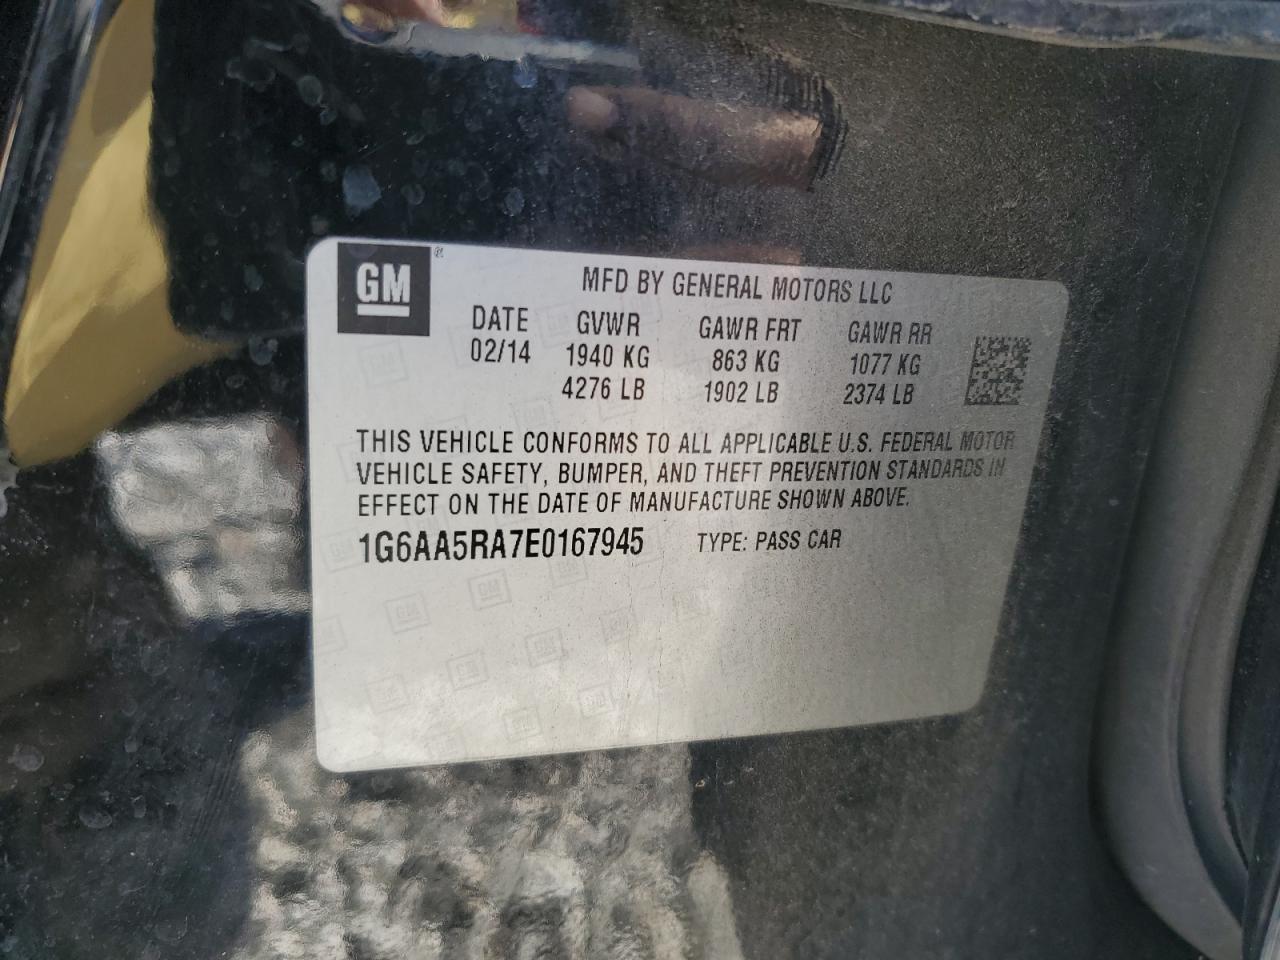 GM ®
MFD BY GENERAL MOTORS LLC
DATE GVWR GAWR FRT GAWR RR
02/14 1940 KG 863 KG 1077 KG
4276 LB 1902 LB 2374 LB
THIS VEHICLE CONFORMS TO ALL APPLICABLE U.S. FEDERAL MOTOR
VEHICLE SAFETY, BUMPER, AND THEFT PREVENTION STANDARDS IN
EFFECT ON THE DATE OF MANUFACTURE SHOWN ABOVE.
1G6AA5RA7E0167945 TYPE: PASS CAR